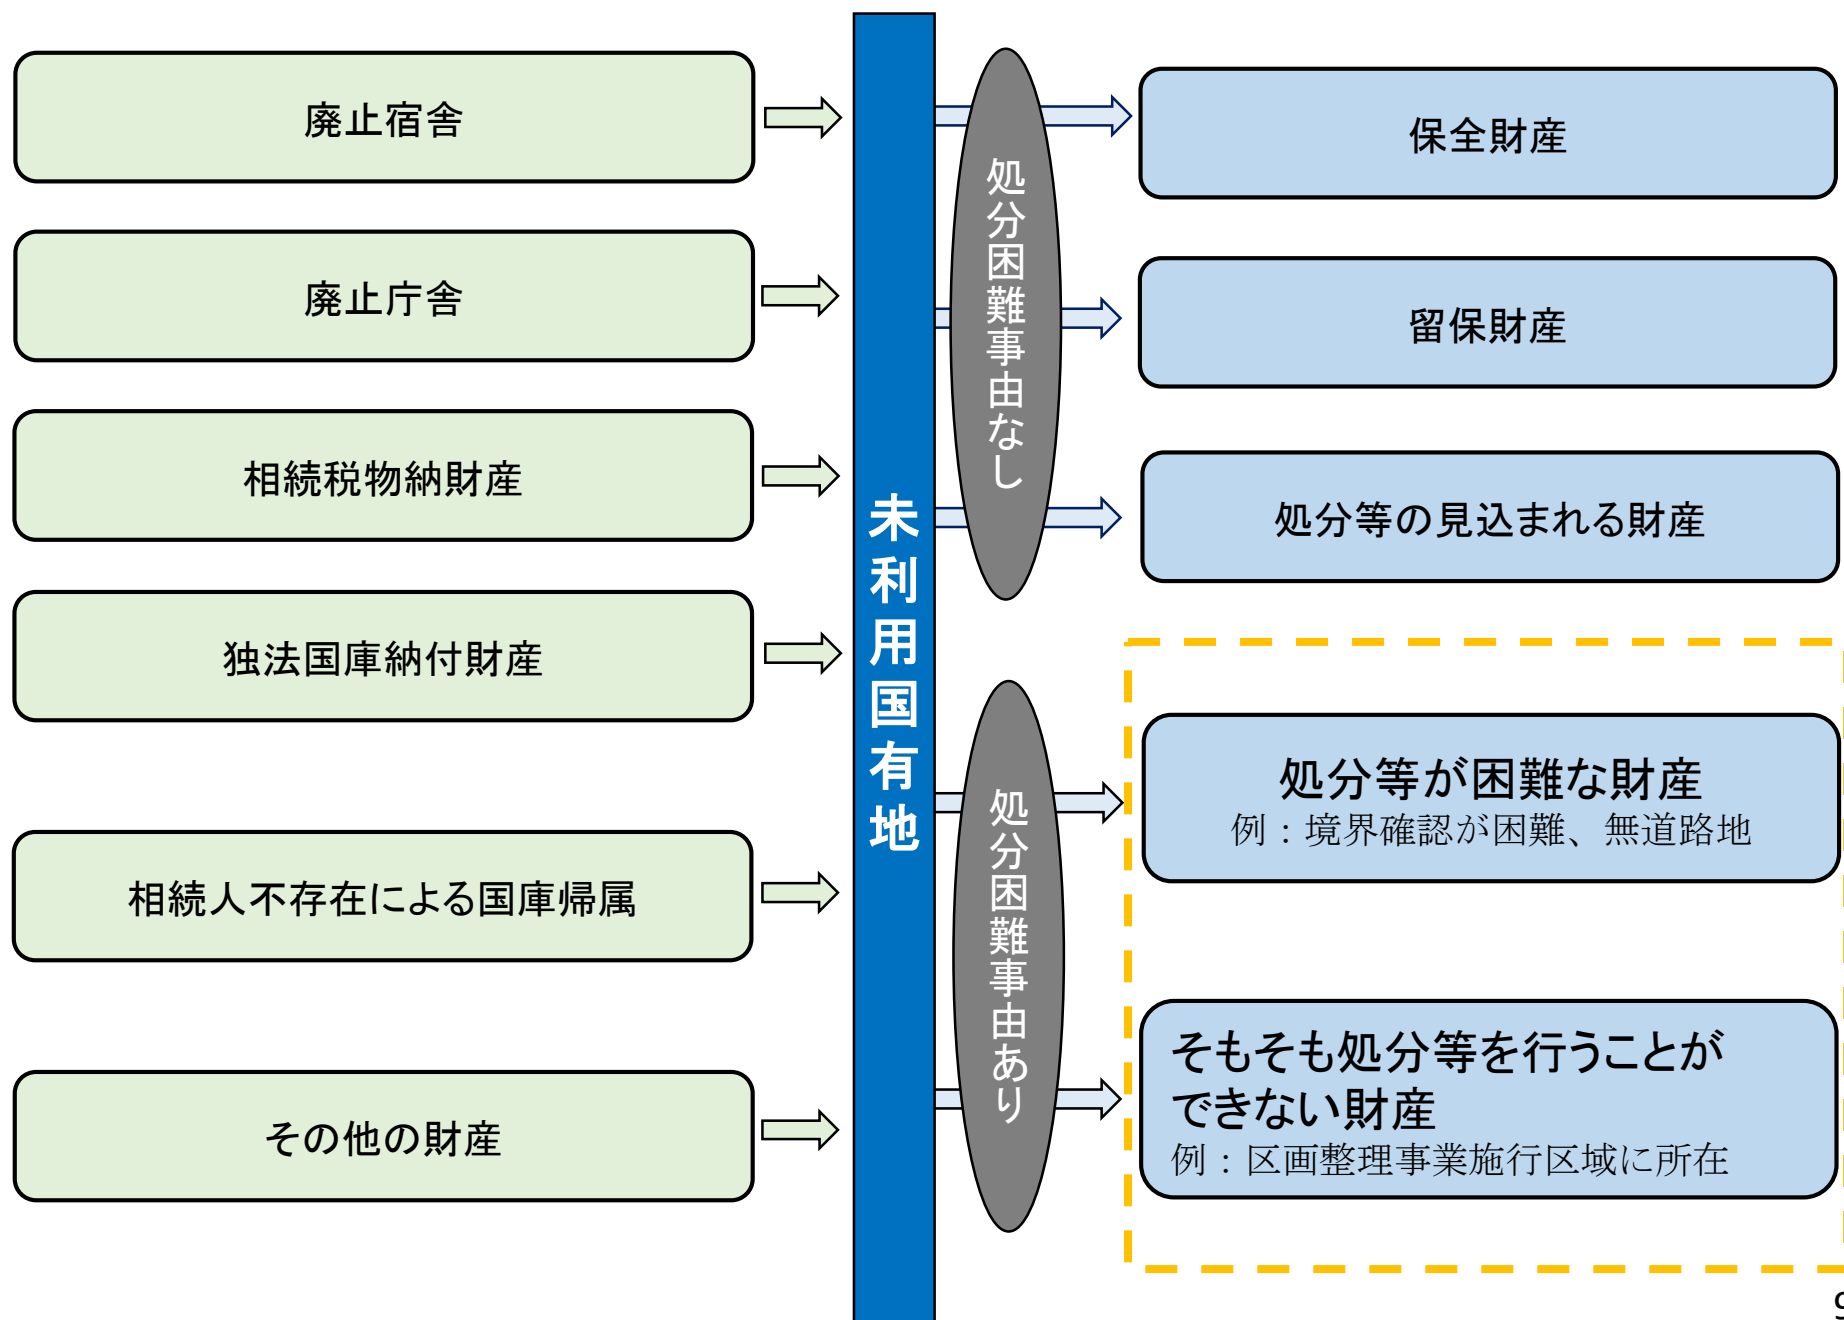 廃止宿舎
廃止庁舎
相続税物納財産
独法国庫納付財産
相続人不存在による国庫帰属
その他の財産
未利用国有地
処分困難事由なし
処分困難事由あり
保全財産
留保財産
処分等の見込まれる財産
処分等が困難な財産
例：境界確認が困難、無道路地
そもそも処分等を行うことが
できない財産
例：区画整理事業施行区域に所在